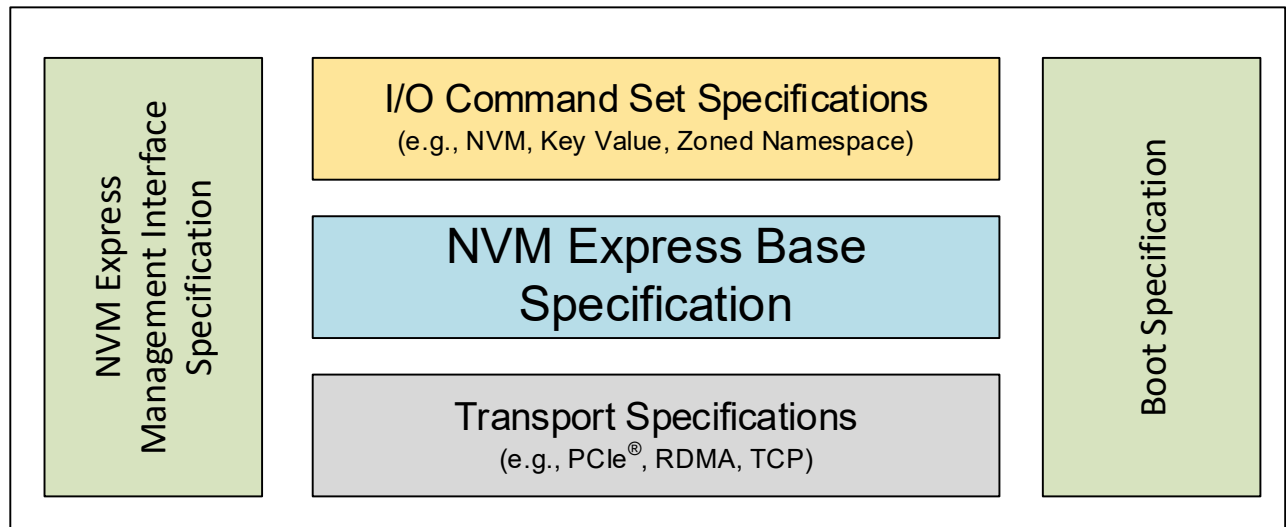 NVM Express
Management Interface
Specification
I/O Command Set Specifications
(e.g., NVM, Key Value, Zoned Namespace)
NVM Express Base
Specification
Transport Specifications
(e.g., PCIe®, RDMA, TCP)
Boot Specification